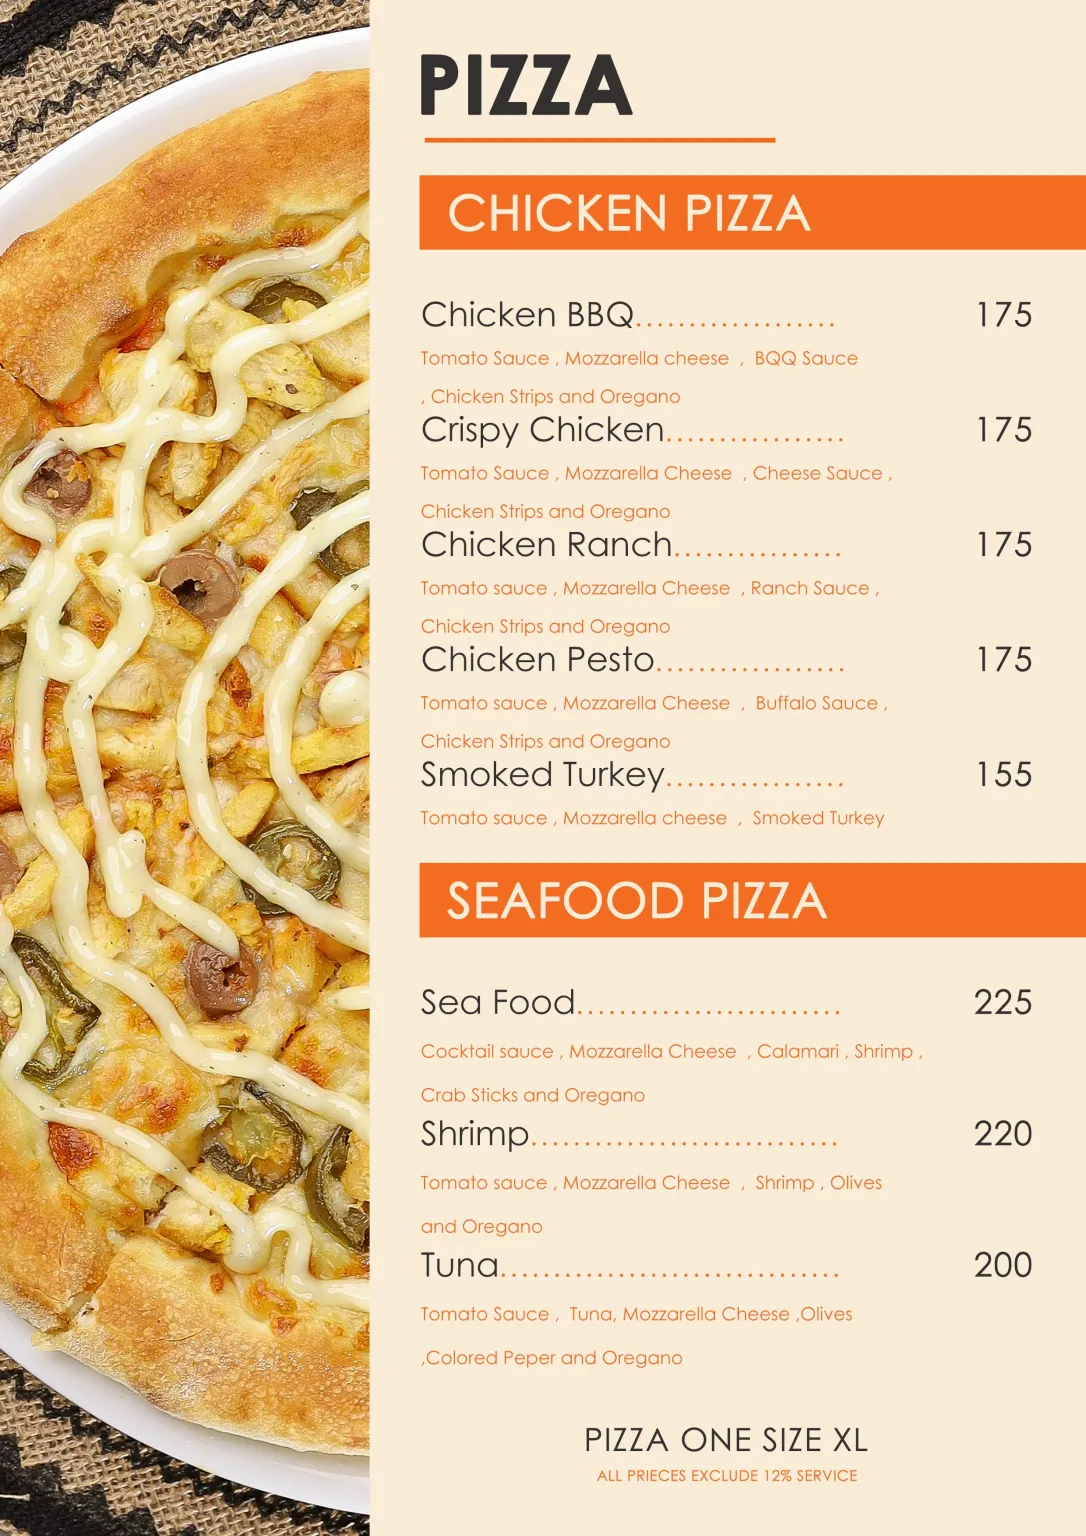 PIZZA
CHICKEN PIZZA
Chicken BBQ................... 175
Tomato Sauce , Mozzarella cheese , BQQ Sauce
, Chicken Strips and Oregano
Crispy Chicken................. 175
Tomato Sauce , Mozzarella Cheese , Cheese Sauce ,
Chicken Strips and Oregano
Chicken Ranch................ 175
Tomato sauce , Mozzarella Cheese , Ranch Sauce ,
Chicken Strips and Oregano
Chicken Pesto.................. 175
Tomato sauce , Mozzarella Cheese , Buffalo Sauce ,
Chicken Strips and Oregano
Smoked Turkey................. 155
Tomato sauce , Mozzarella cheese , Smoked Turkey
SEAFOOD PIZZA
Sea Food......................... 225
Cocktail sauce , Mozzarella Cheese , Calamari , Shrimp ,
Crab Sticks and Oregano
Shrimp............................. 220
Tomato sauce , Mozzarella Cheese , Shrimp , Olives
and Oregano
Tuna................................ 200
Tomato Sauce , Tuna, Mozzarella Cheese ,Olives
,Colored Peper and Oregano
PIZZA ONE SIZE XL
ALL PRIECES EXCLUDE 12% SERVICE